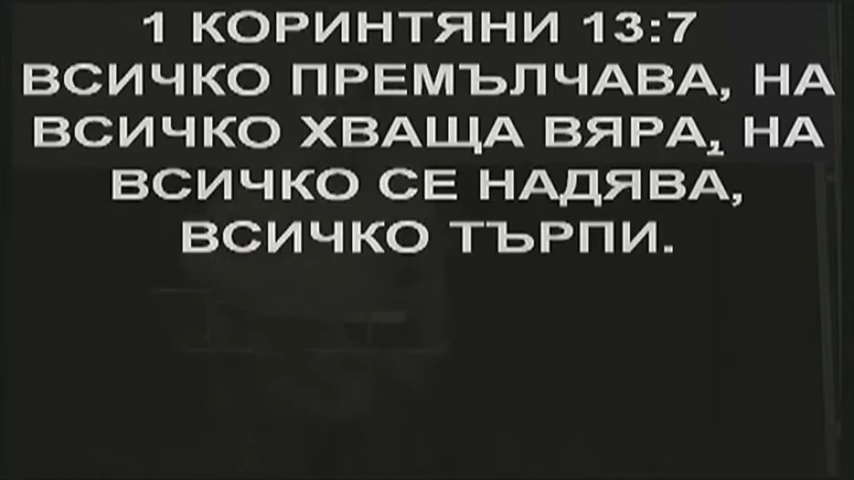 1 КОРИНТЯНИ 13:7
ВСИЧКО ПРЕМЪЛЧАВА, НА
ВСИЧКО ХВАЩА ВЯРА, НА
ВСИЧКО СЕ НАДЯВА,
ВСИЧКО ТЪРПИ.